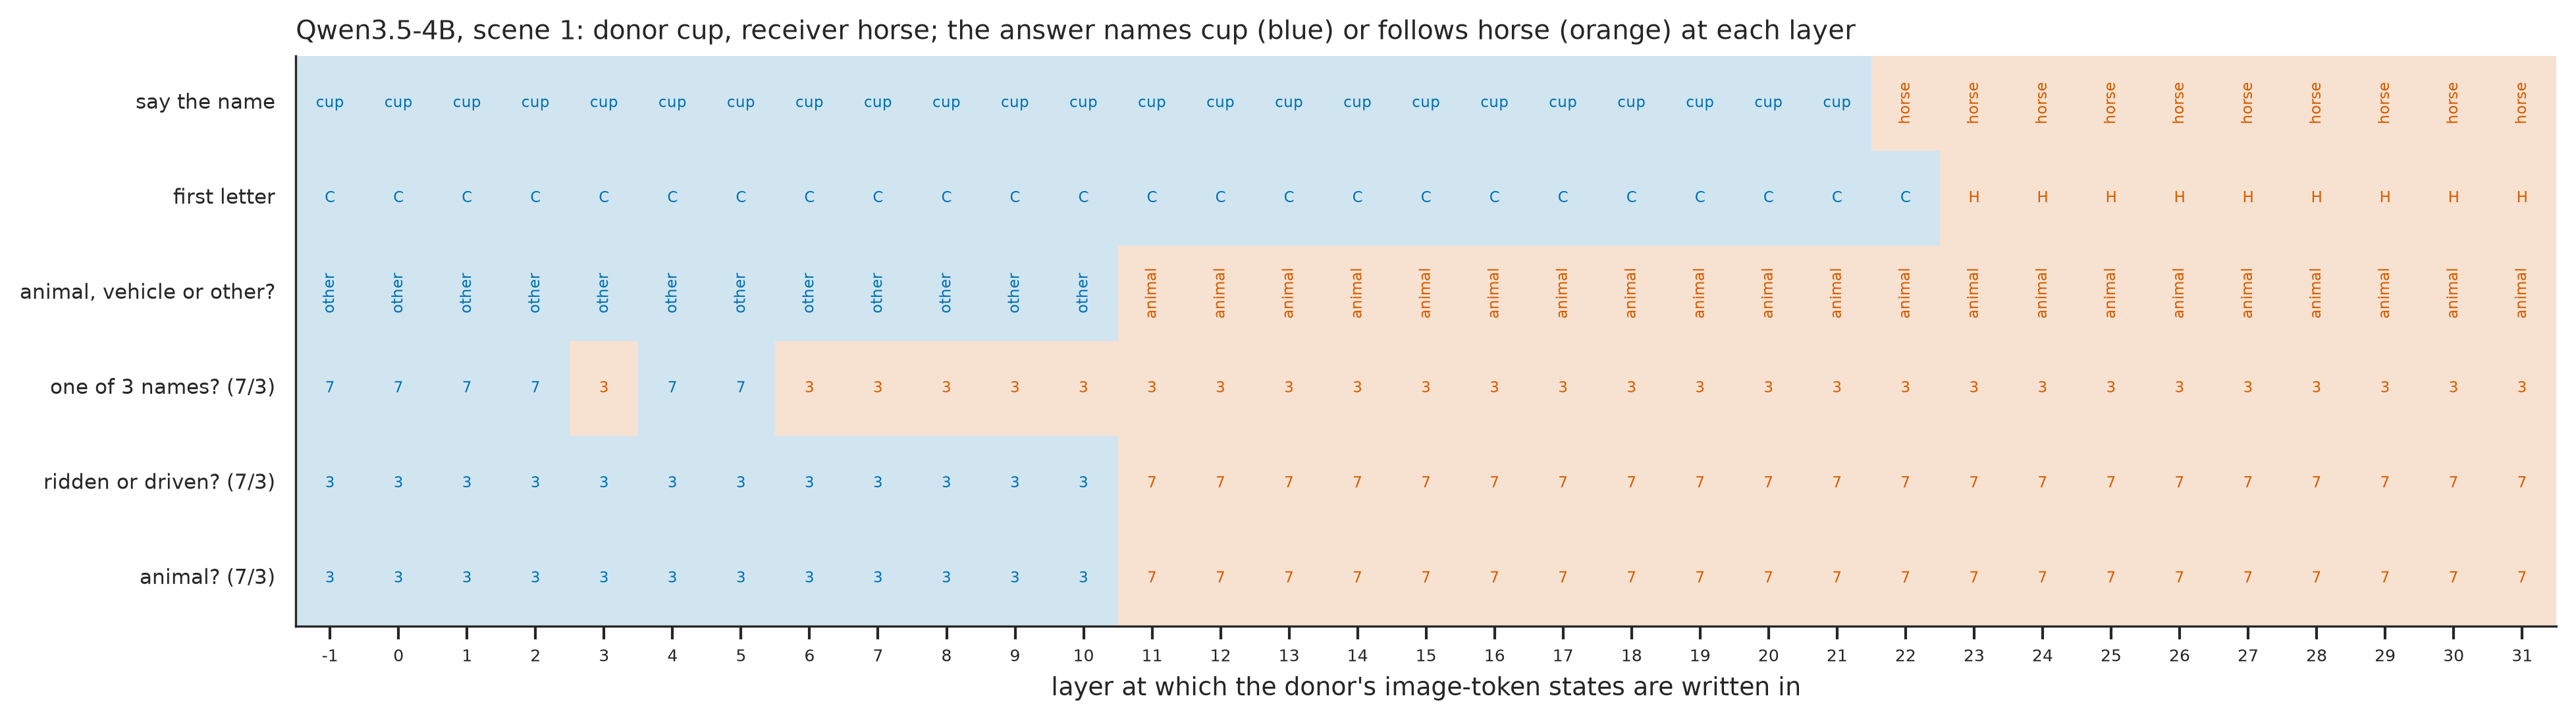 Qwen3.5-4B, scene 1: donor cup, receiver horse; the answer names cup (blue) or follows horse (orange) at each layer
say the name cup cup cup cup cup cup cup cup cup cup cup cup cup cup cup cup cup cup cup cup cup cup cup horse horse horse horse horse horse horse horse horse horse
first letter C C C C C C C C C C C C C C C C C C C C C C C C H H H H H H H H H
animal, vehicle or other? other other other other other other other other other other other other animal animal animal animal animal animal animal animal animal animal animal animal animal animal animal animal animal animal animal animal animal
one of 3 names? (7/3) 7 7 7 7 3 7 7 3 3 3 3 3 3 3 3 3 3 3 3 3 3 3 3 3 3 3 3 3 3 3 3 3 3
ridden or driven? (7/3) 3 3 3 3 3 3 3 3 3 3 3 3 7 7 7 7 7 7 7 7 7 7 7 7 7 7 7 7 7 7 7 7 7
animal? (7/3) 3 3 3 3 3 3 3 3 3 3 3 3 7 7 7 7 7 7 7 7 7 7 7 7 7 7 7 7 7 7 7 7 7
-1 0 1 2 3 4 5 6 7 8 9 10 11 12 13 14 15 16 17 18 19 20 21 22 23 24 25 26 27 28 29 30 31
layer at which the donor's image-token states are written in